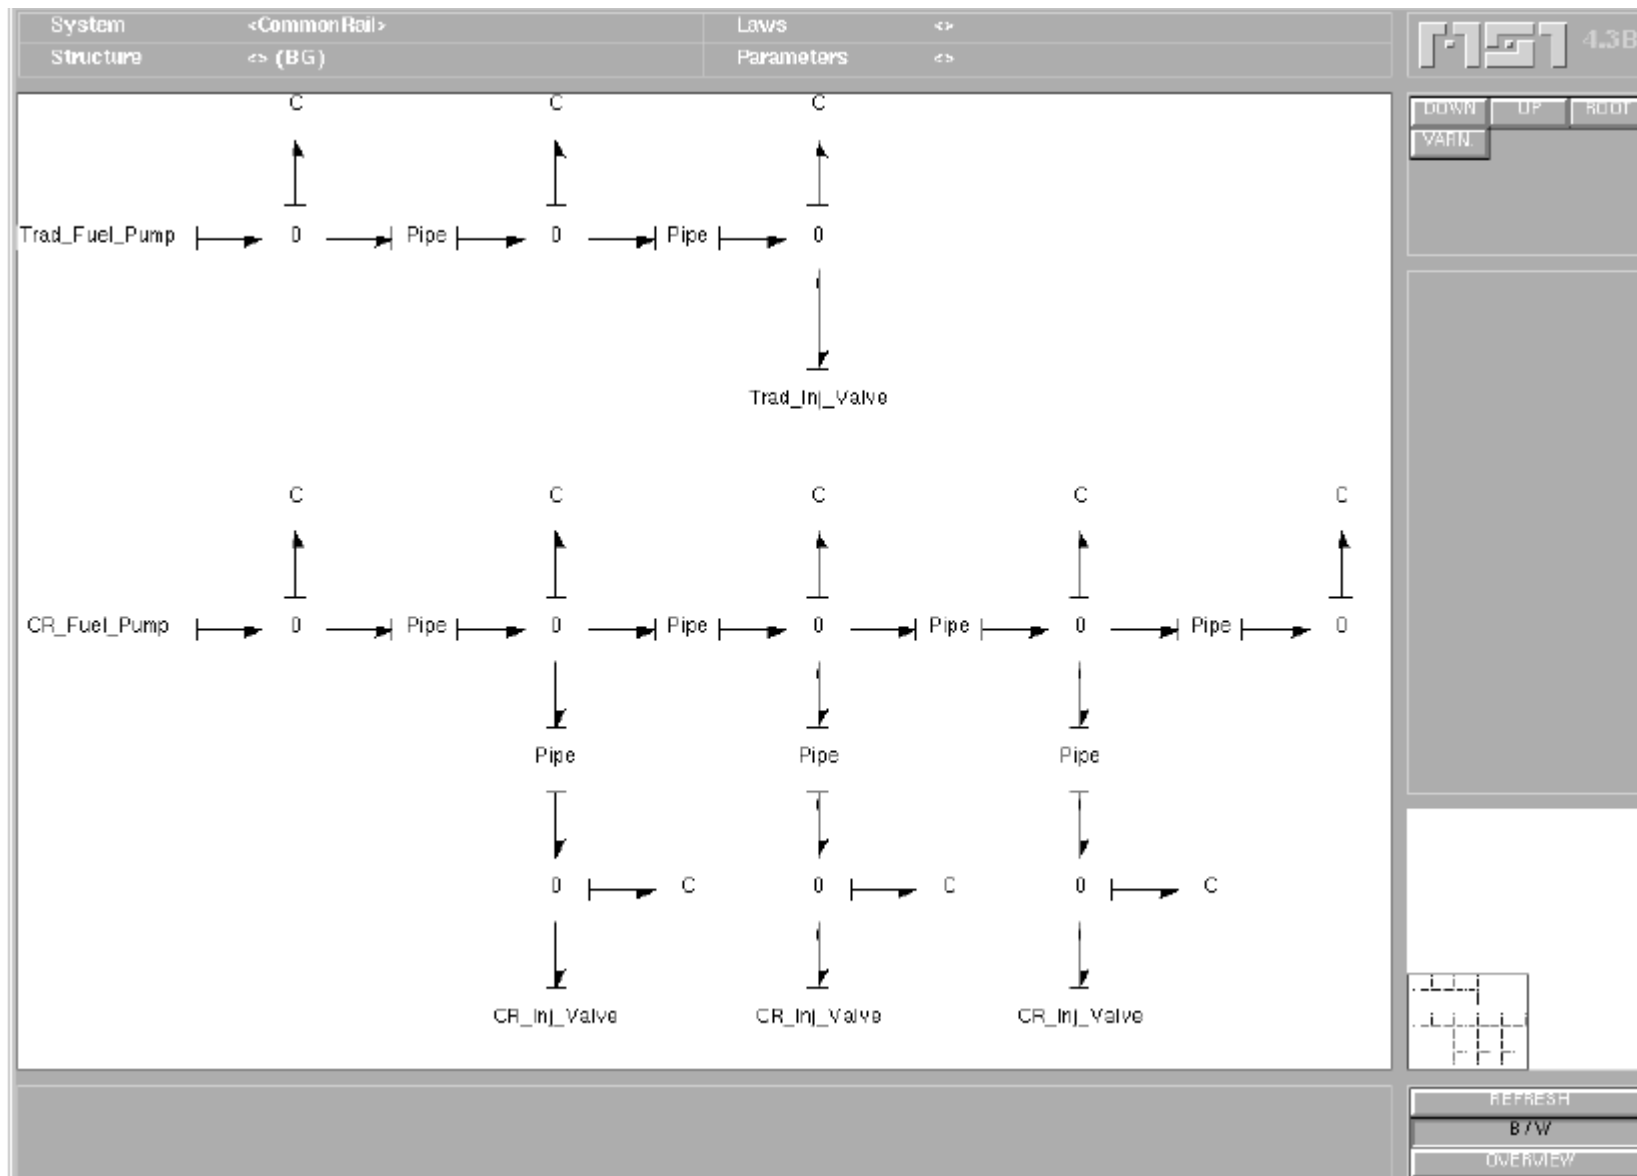 System <CommonRail> Laws <>
Structure <> (BG) Parameters <>
MS1 4.3B
DOWN UP ROOT
VARN.
C C C
Trad_Fuel_Pump 0 Pipe 0 Pipe 0
Trad_Inj_Valve
C C C C C
CR_Fuel_Pump 0 Pipe 0 Pipe 0 Pipe 0 Pipe 0
Pipe Pipe Pipe
0 C 0 C 0 C
CR_Inj_Valve CR_Inj_Valve CR_Inj_Valve
REFRESH
B / W
OVERVIEW